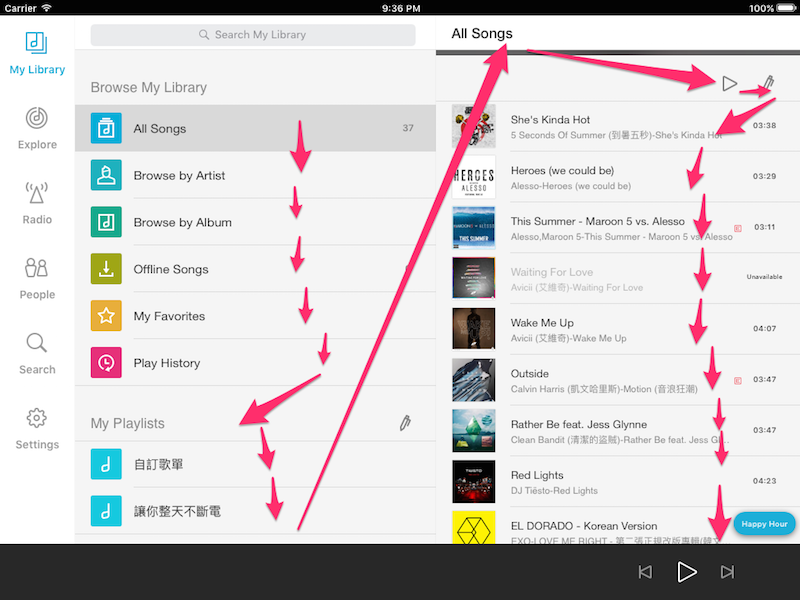 Carrier
9:36 PM
100%
My Library
Explore
Radio
People
Search
Settings
Search My Library
Browse My Library
All Songs
37
Browse by Artist
Browse by Album
Offline Songs
My Favorites
Play History
My Playlists
自訂歌單
讓你整天不斷電
All Songs
She's Kinda Hot
5 Seconds Of Summer (到暑五秒)-She's Kinda Hot
03:38
HEROES
ALESSO
Heroes (we could be)
Alesso-Heroes (we could be)
03:29
THIS SUMMER
This Summer - Maroon 5 vs. Alesso
Alesso,Maroon 5-This Summer - Maroon 5 vs. Alesso
E
03:11
Waiting For Love
Avicii (艾維奇)-Waiting For Love
Unavailable
Wake Me Up
Avicii (艾維奇)-Wake Me Up
04:07
Outside
Calvin Harris (凱文哈里斯)-Motion (音浪狂潮)
E
03:47
Rather Be feat. Jess Glynne
Clean Bandit (清潔的盜賊)-Rather Be feat. Jess Gl...
03:47
TIËSTO
Red Lights
DJ Tiësto-Red Lights
04:23
EL DORADO - Korean Version
EXO-LOVE ME RIGHT - 第二張正規改版專輯(韓文
Happy Hour